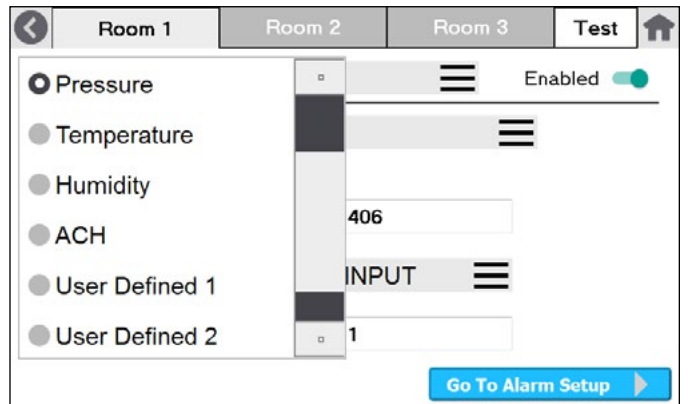 Room 1 Room 2 Room 3 Test
Pressure Enabled
Temperature
Humidity
406
ACH
INPUT
User Defined 1
User Defined 2 1
Go To Alarm Setup